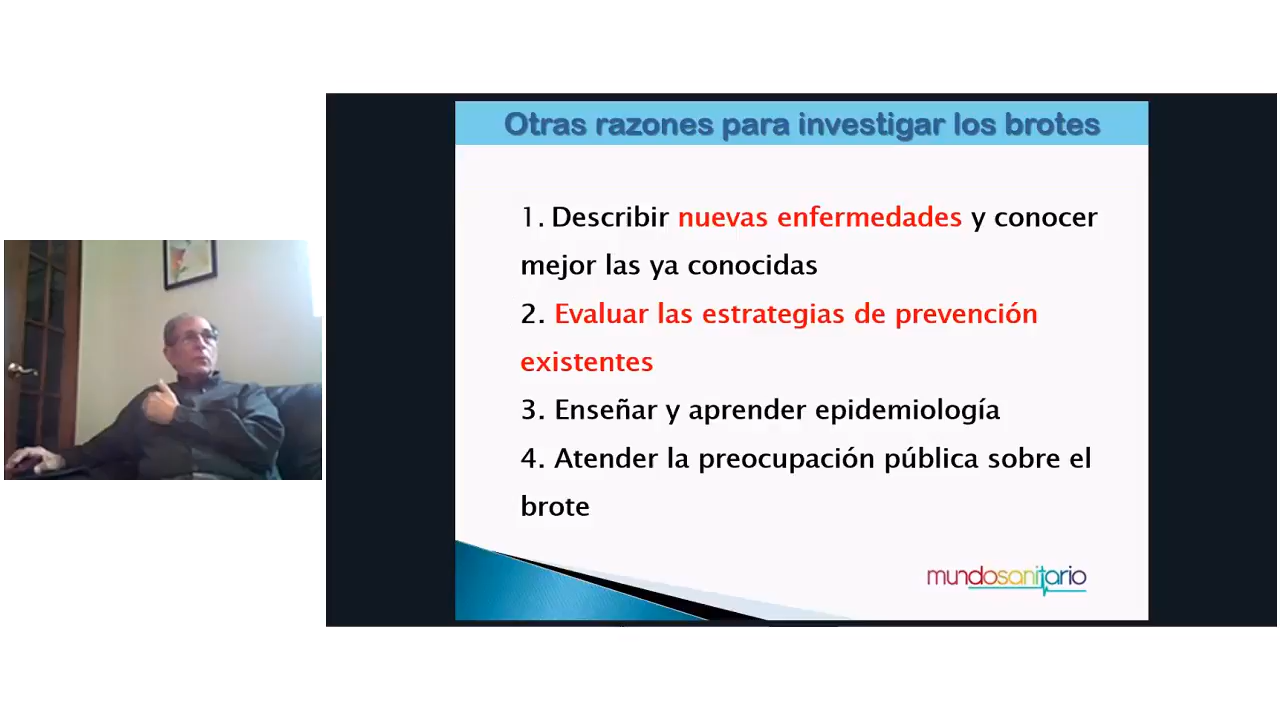 Otras razones para investigar los brotes
1. Describir nuevas enfermedades y conocer
mejor las ya conocidas
2. Evaluar las estrategias de prevención
existentes
3. Enseñar y aprender epidemiología
4. Atender la preocupación pública sobre el
brote
mundosanitario